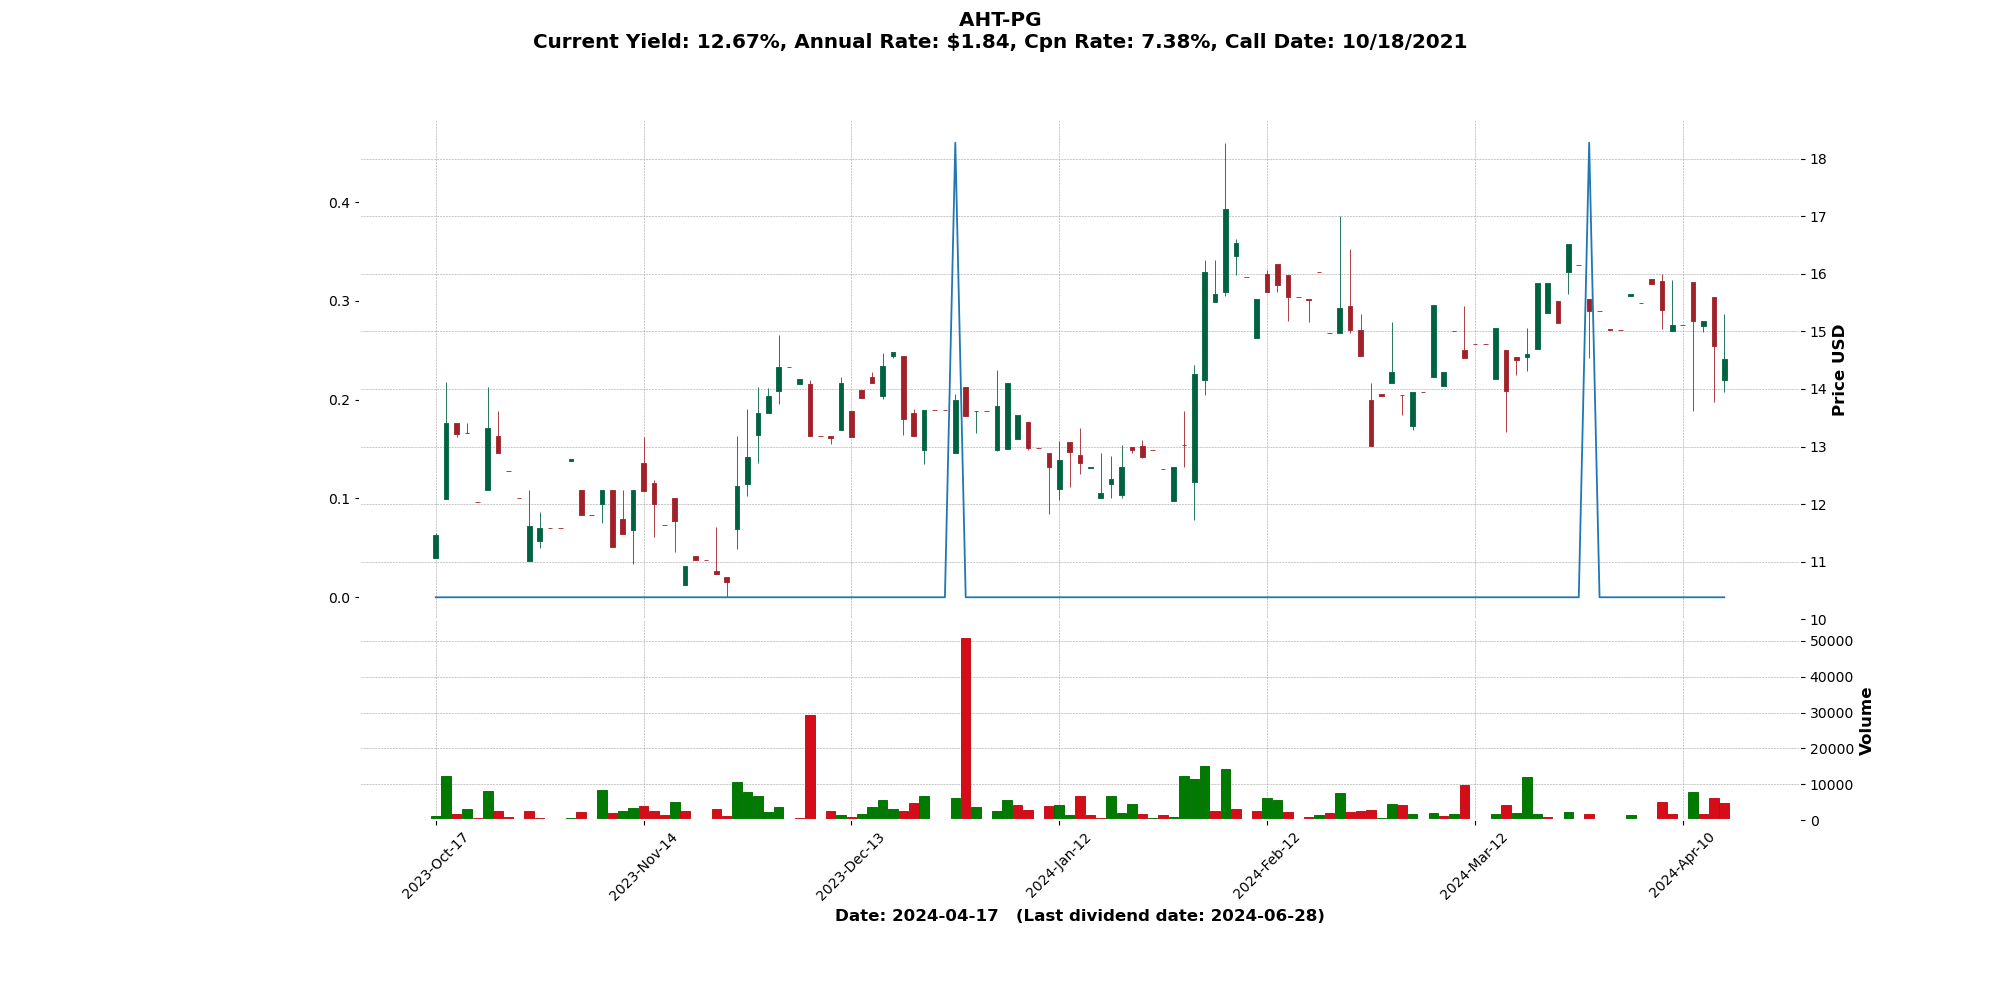 AHT-PG
Current Yield: 12.67%, Annual Rate: $1.84, Cpn Rate: 7.38%, Call Date: 10/18/2021
0.4
0.3
0.2
0.1
0.0
18
17
16
15
14
13
12
11
10
Price USD
50000
40000
30000
20000
10000
0
Volume
2023-Oct-17
2023-Nov-14
2023-Dec-13
2024-Jan-12
2024-Feb-12
2024-Mar-12
2024-Apr-10
Date: 2024-04-17 (Last dividend date: 2024-06-28)